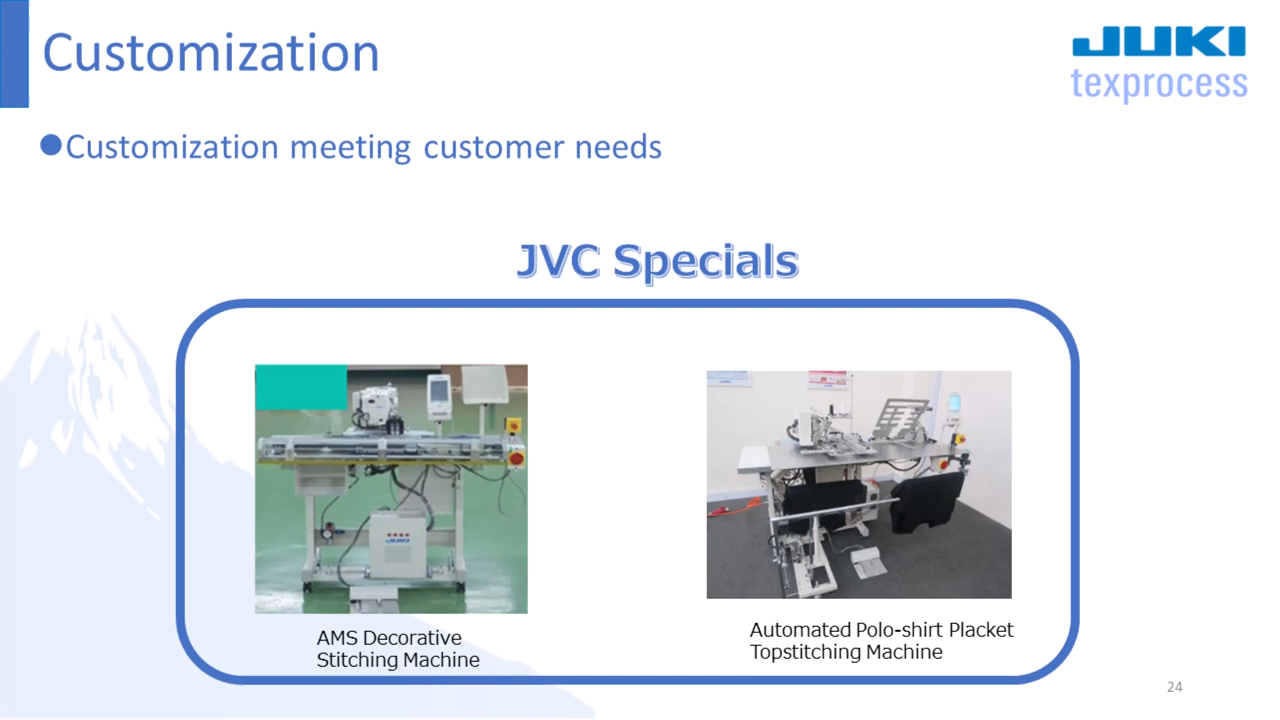 Customization
JUKI
texprocess
●Customization meeting customer needs
JVC Specials
JUKI
AMS Decorative
Stitching Machine
Automated Polo-shirt Placket
Topstitching Machine
24